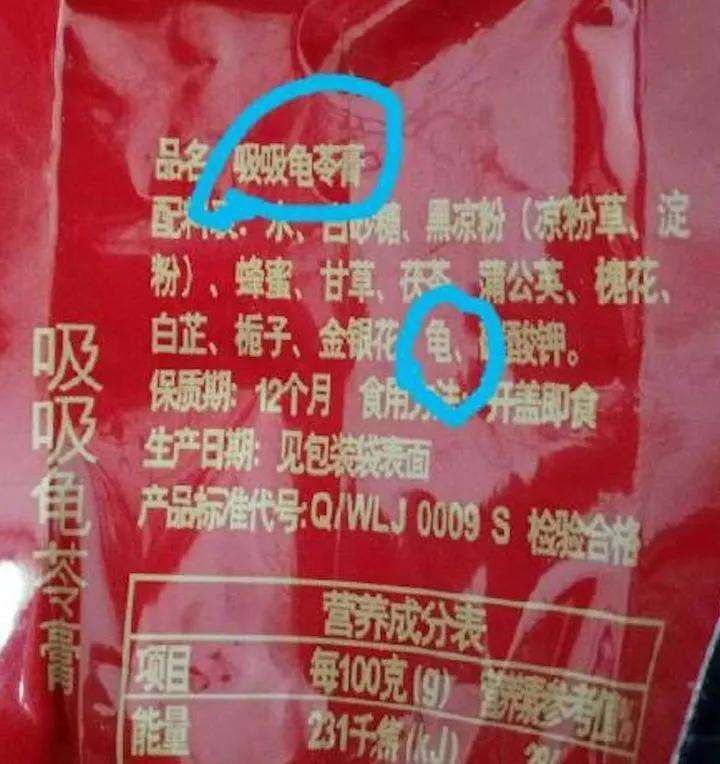 品名: 吸吸龟苓膏
配料表: 水、白砂糖、黑凉粉（凉粉草、淀
粉）、蜂蜜、甘草、茯苓、蒲公英、槐花、
白芷、栀子、金银花、龟、酸钾。
保质期: 12个月 食用方法: 开盖即食
生产日期: 见包装袋表面
产品标准代号:Q/WLJ 0009 S 检验合格
吸吸龟苓膏
营养成分表
项目 每100克(g) 营养素参考值%
能量 231千焦(kJ)